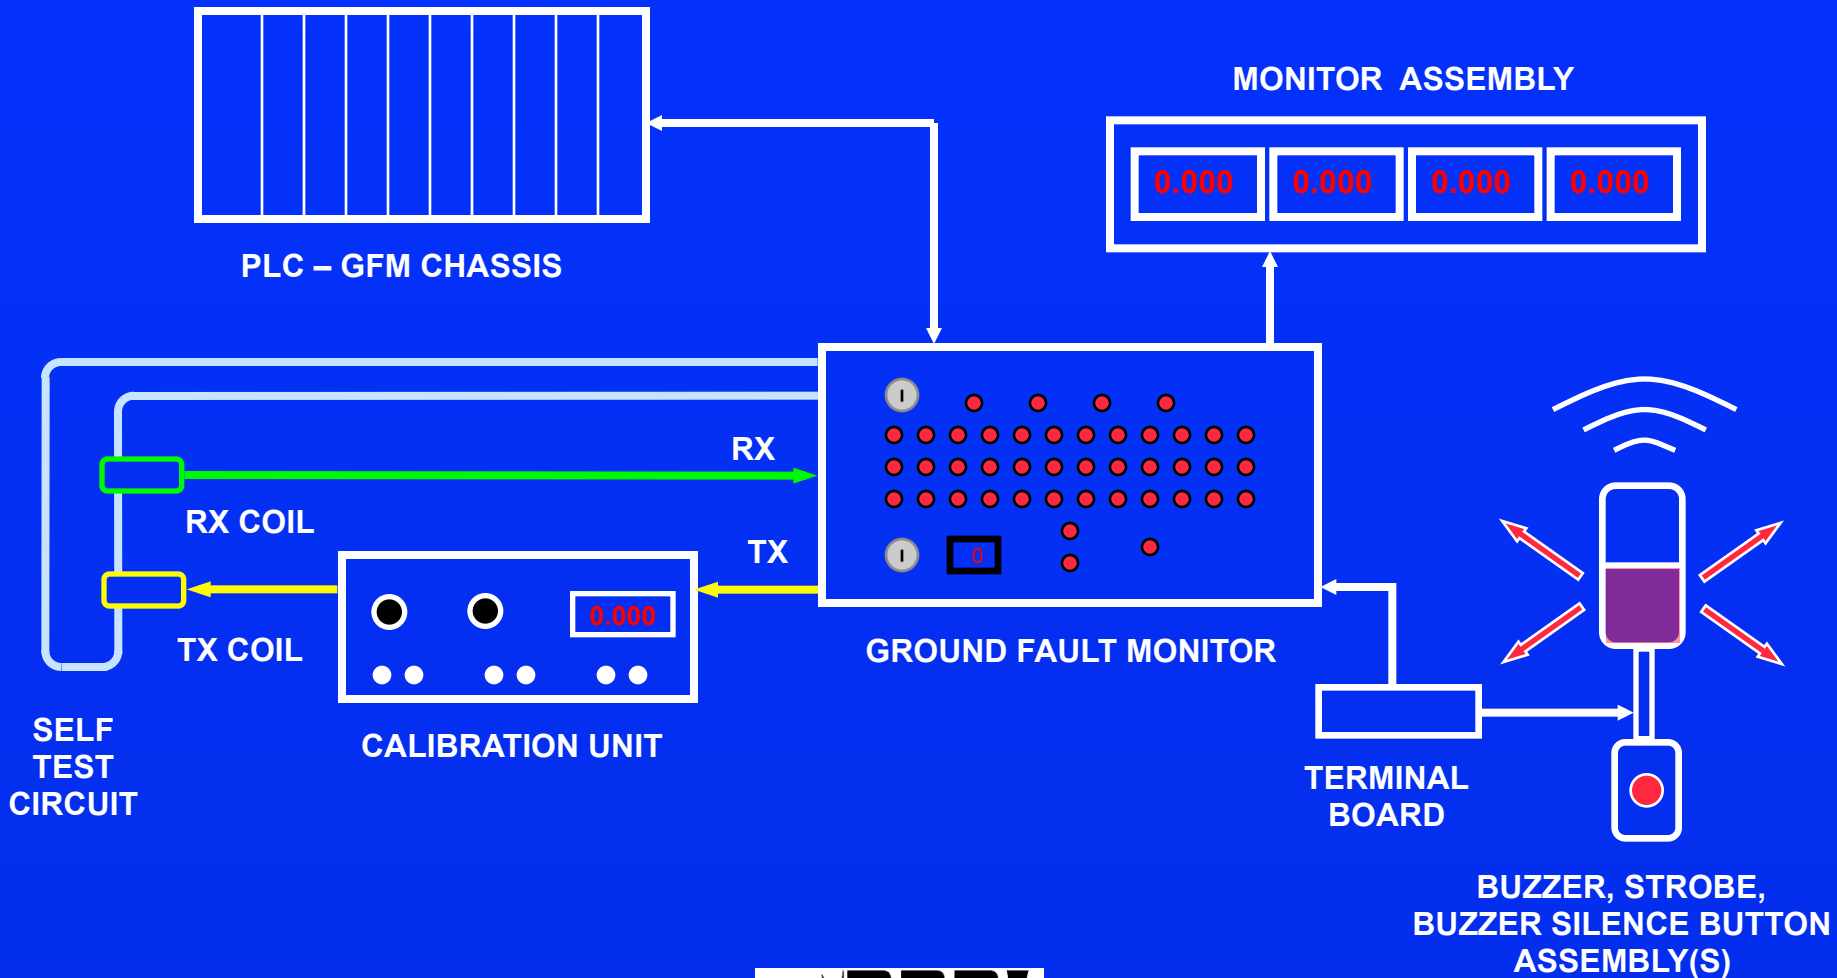 MONITOR ASSEMBLY
0.000 0.000 0.000 0.000
PLC – GFM CHASSIS
RX
RX COIL
TX
0
0.000
TX COIL
GROUND FAULT MONITOR
SELF
TEST
CIRCUIT
CALIBRATION UNIT
TERMINAL
BOARD
BUZZER, STROBE,
BUZZER SILENCE BUTTON
ASSEMBLY(S)